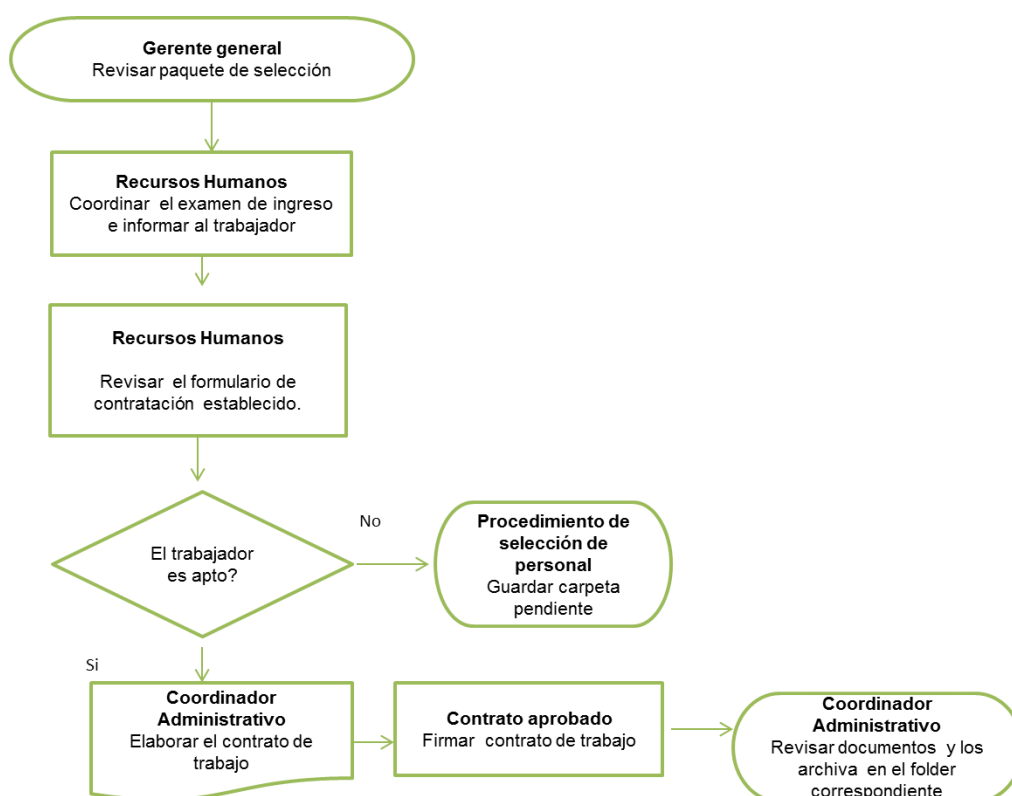 Gerente general
Revisar paquete de selección
Recursos Humanos
Coordinar el examen de ingreso
e informar al trabajador
Recursos Humanos
Revisar el formulario de
contratación establecido.
El trabajador
es apto?
No
Procedimiento de
selección de
personal
Guardar carpeta
pendiente
Si
Coordinador
Administrativo
Elaborar el contrato de
trabajo
Contrato aprobado
Firmar contrato de trabajo
Coordinador
Administrativo
Revisar documentos y los
archiva en el folder
correspondiente